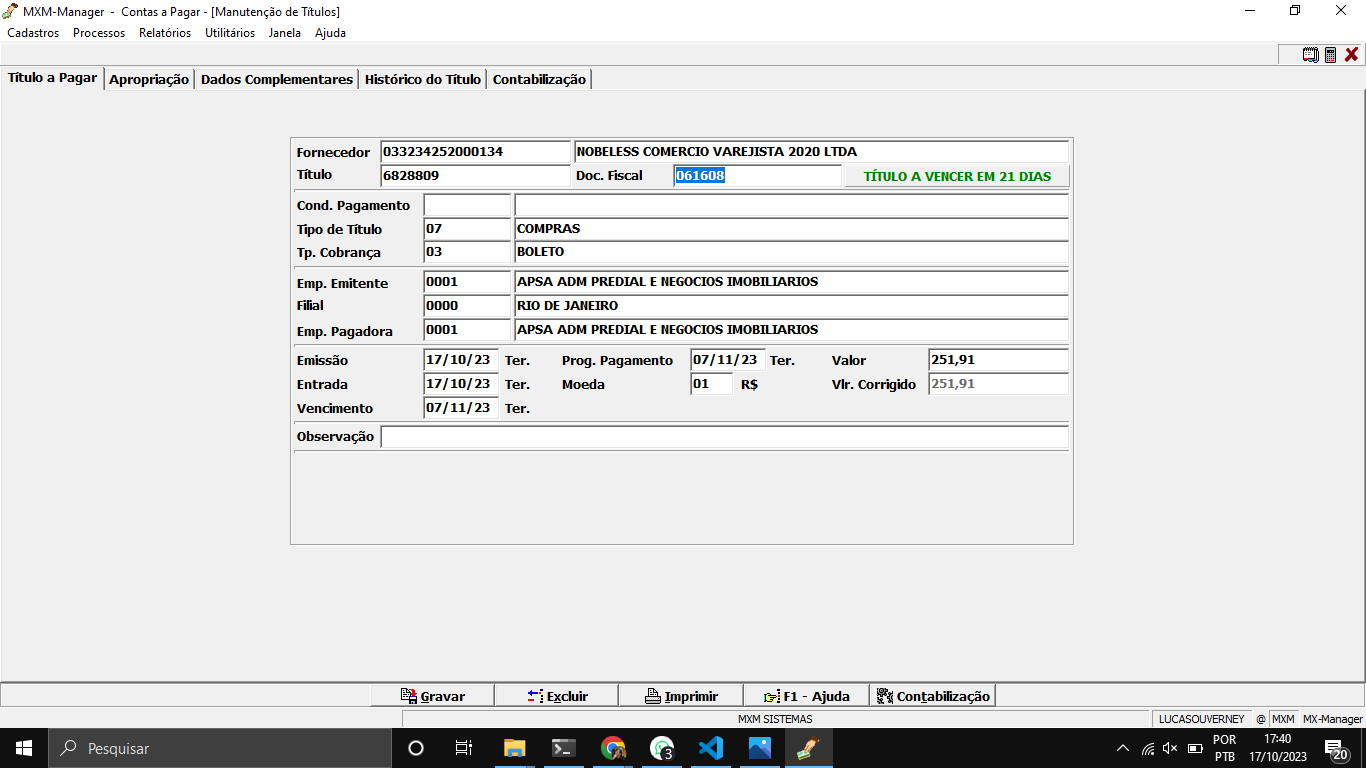 MXM-Manager - Contas a Pagar - [Manutenção de Títulos]
Cadastros Processos Relatórios Utilitários Janela Ajuda
Título a Pagar Apropriação Dados Complementares Histórico do Título Contabilização
Fornecedor 033234252000134 NOBELESS COMERCIO VAREJISTA 2020 LTDA
Título 6828809 Doc. Fiscal 061608 TÍTULO A VENCER EM 21 DIAS
Cond. Pagamento
Tipo de Título 07 COMPRAS
Tp. Cobrança 03 BOLETO
Emp. Emitente 0001 APSA ADM PREDIAL E NEGOCIOS IMOBILIARIOS
Filial 0000 RIO DE JANEIRO
Emp. Pagadora 0001 APSA ADM PREDIAL E NEGOCIOS IMOBILIARIOS
Emissão 17/10/23 Ter. Prog. Pagamento 07/11/23 Ter. Valor 251,91
Entrada 17/10/23 Ter. Moeda 01 R$ Vlr. Corrigido 251,91
Vencimento 07/11/23 Ter.
Observação
Gravar Excluir Imprimir F1 - Ajuda Contabilização
MXM SISTEMAS LUCASOUVERNEY @ MXM MX-Manager
Pesquisar 3 POR 17:40
PTB 17/10/2023 20